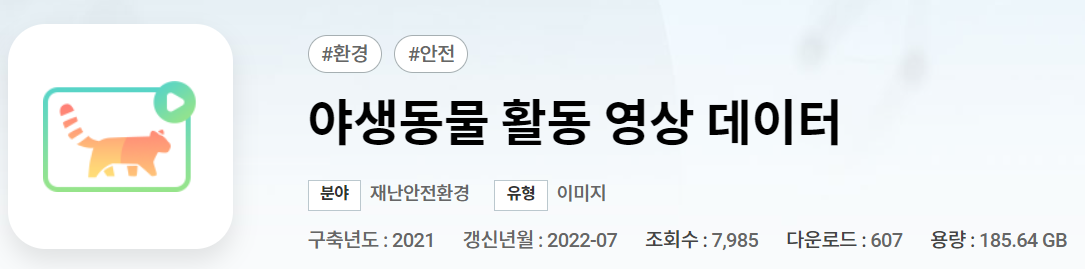 #환경 #안전
야생동물 활동 영상 데이터
분야 재난안전환경 유형 이미지
구축년도 : 2021 갱신년월 : 2022-07 조회수 : 7,985 다운로드 : 607 용량 : 185.64 GB